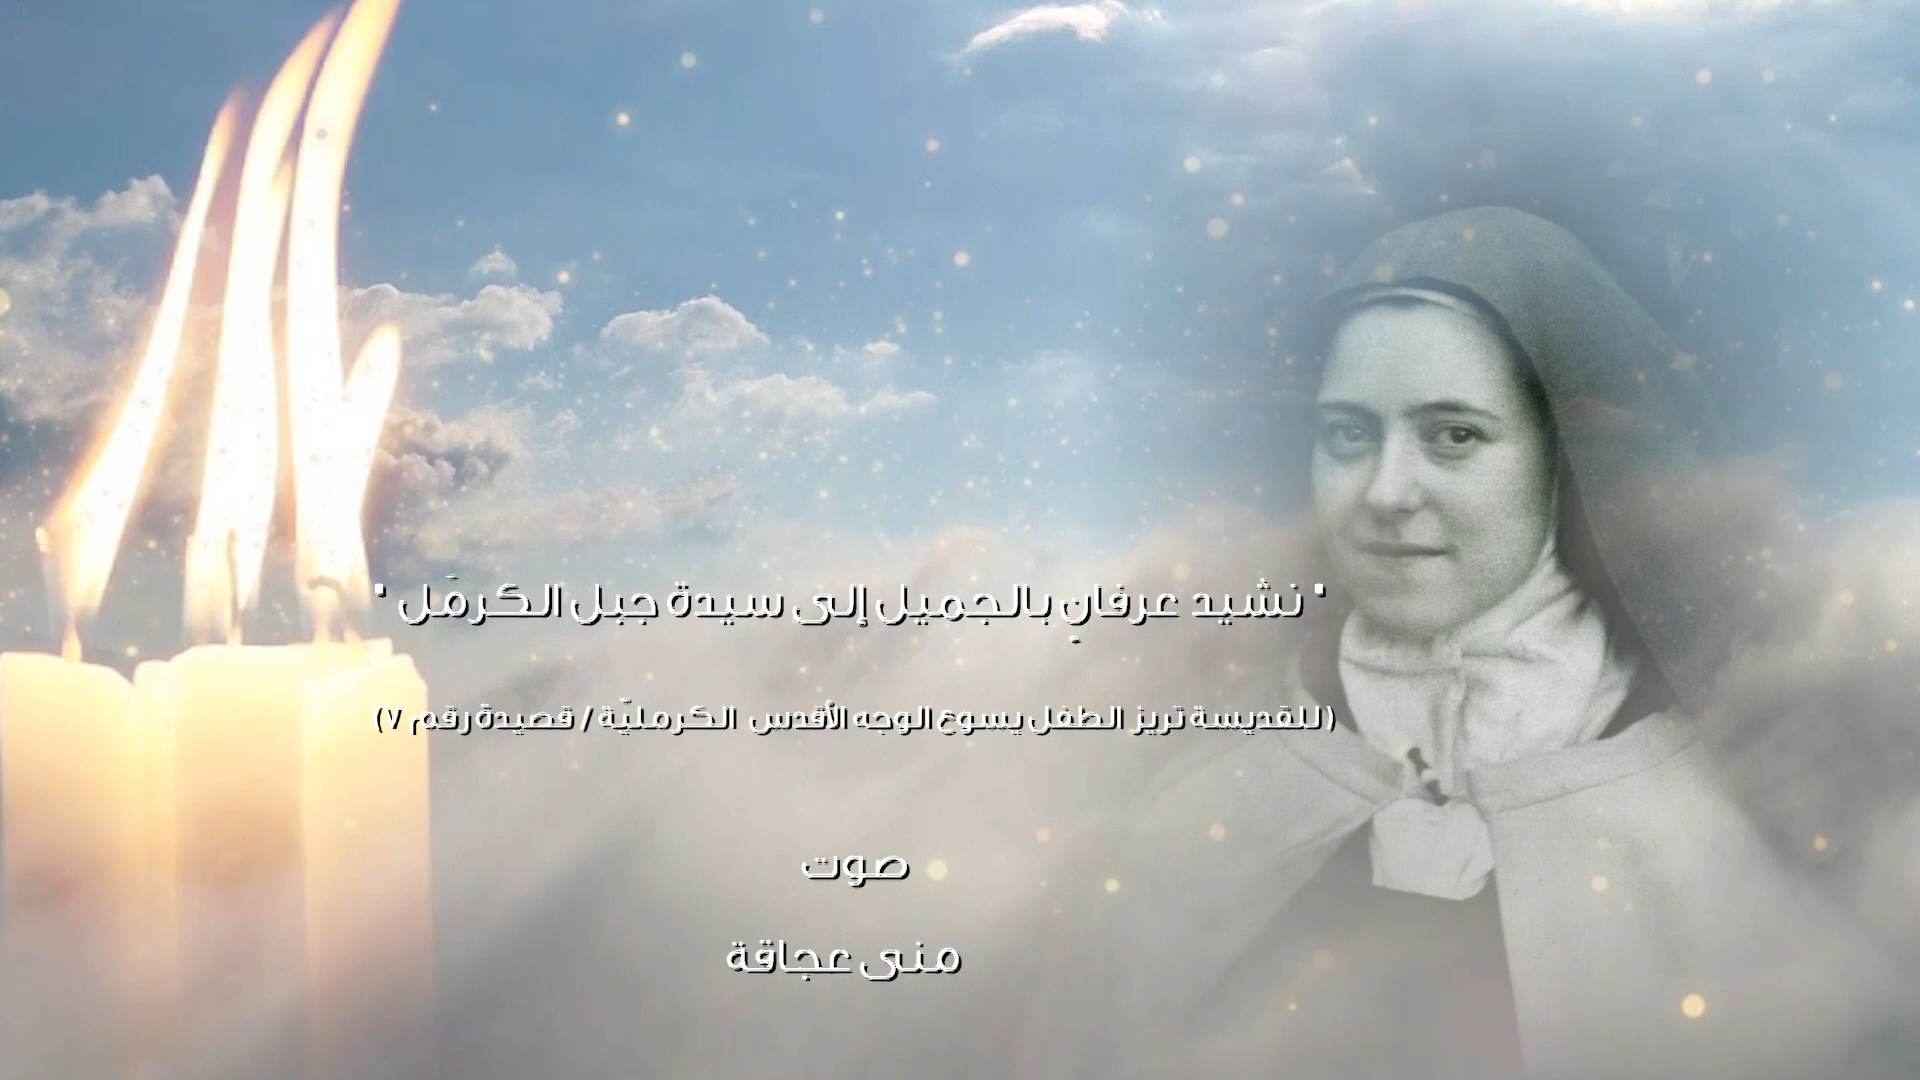 " نشيد عرفانٍ بالجميل إلى سيدة جبل الكرمَل "
(للقديسة تريز الطفل يسوع الوجه الأقدس الكرمليّة / قصيدة رقم ٧)
صوت
منى عجاقة